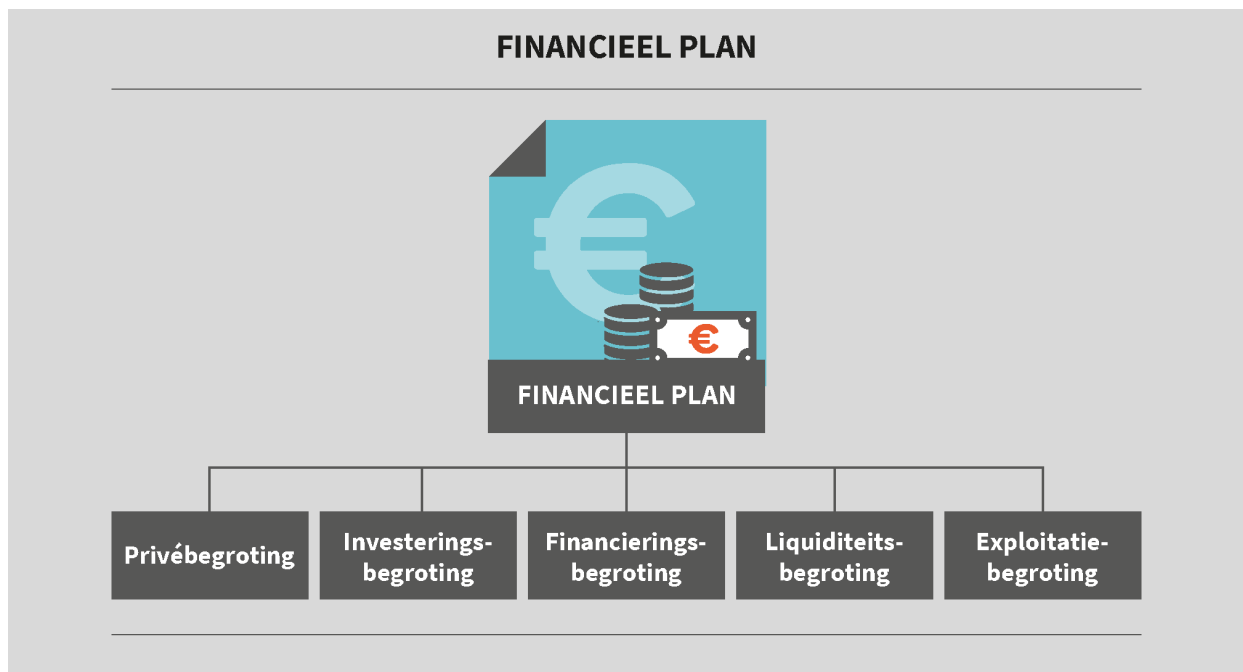 FINANCIEEL PLAN
€
€
FINANCIEEL PLAN
Privébegroting
Investerings-
begroting
Financierings-
begroting
Liquiditeits-
begroting
Exploitatie-
begroting